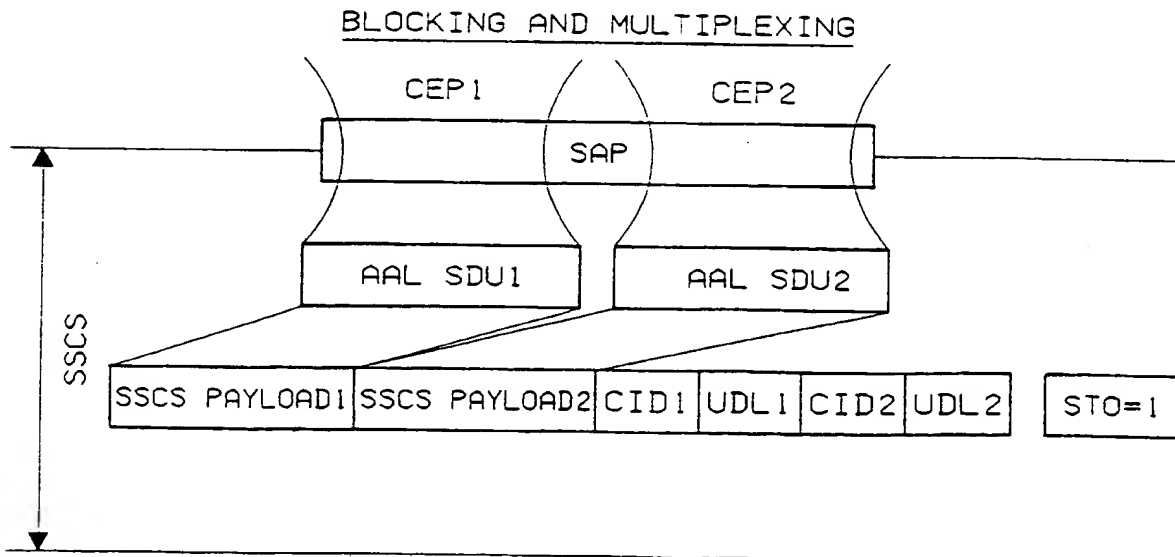 BLOCKING AND MULTIPLEXING
CEP1 CEP2
SAP
AAL SDU1 AAL SDU2
SSCS
SSCS PAYLOAD1 SSCS PAYLOAD2 CID1 UDL1 CID2 UDL2 STO=1